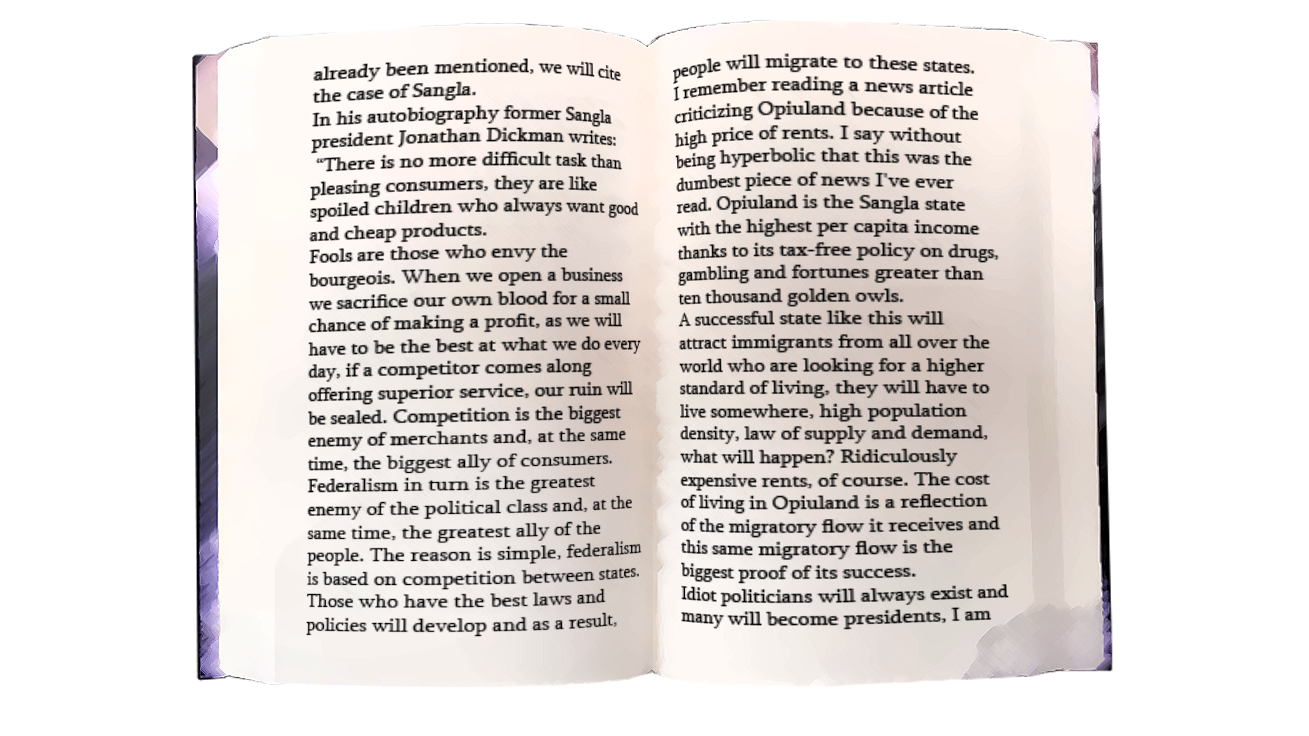 already been mentioned, we will cite
the case of Sangla.
In his autobiography former Sangla
president Jonathan Dickman writes:
“There is no more difficult task than
pleasing consumers, they are like
spoiled children who always want good
and cheap products.
Fools are those who envy the
bourgeois. When we open a business
we sacrifice our own blood for a small
chance of making a profit, as we will
have to be the best at what we do every
day, if a competitor comes along
offering superior service, our ruin will
be sealed. Competition is the biggest
enemy of merchants and, at the same
time, the biggest ally of consumers.
Federalism in turn is the greatest
enemy of the political class and, at the
same time, the greatest ally of the
people. The reason is simple, federalism
is based on competition between states.
Those who have the best laws and
policies will develop and as a result,
people will migrate to these states.
I remember reading a news article
criticizing Opiuland because of the
high price of rents. I say without
being hyperbolic that this was the
dumbest piece of news I've ever
read. Opiuland is the Sangla state
with the highest per capita income
thanks to its tax-free policy on drugs,
gambling and fortunes greater than
ten thousand golden owls.
A successful state like this will
attract immigrants from all over the
world who are looking for a higher
standard of living, they will have to
live somewhere, high population
density, law of supply and demand,
what will happen? Ridiculously
expensive rents, of course. The cost
of living in Opiuland is a reflection
of the migratory flow it receives and
this same migratory flow is the
biggest proof of its success.
Idiot politicians will always exist and
many will become presidents, I am